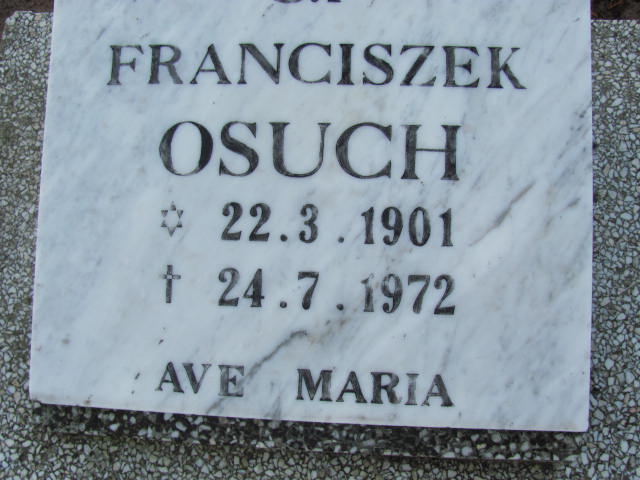 FRANCISZEK
OSUCH
✡ 22.3.1901
† 24.7.1972
AVE MARIA